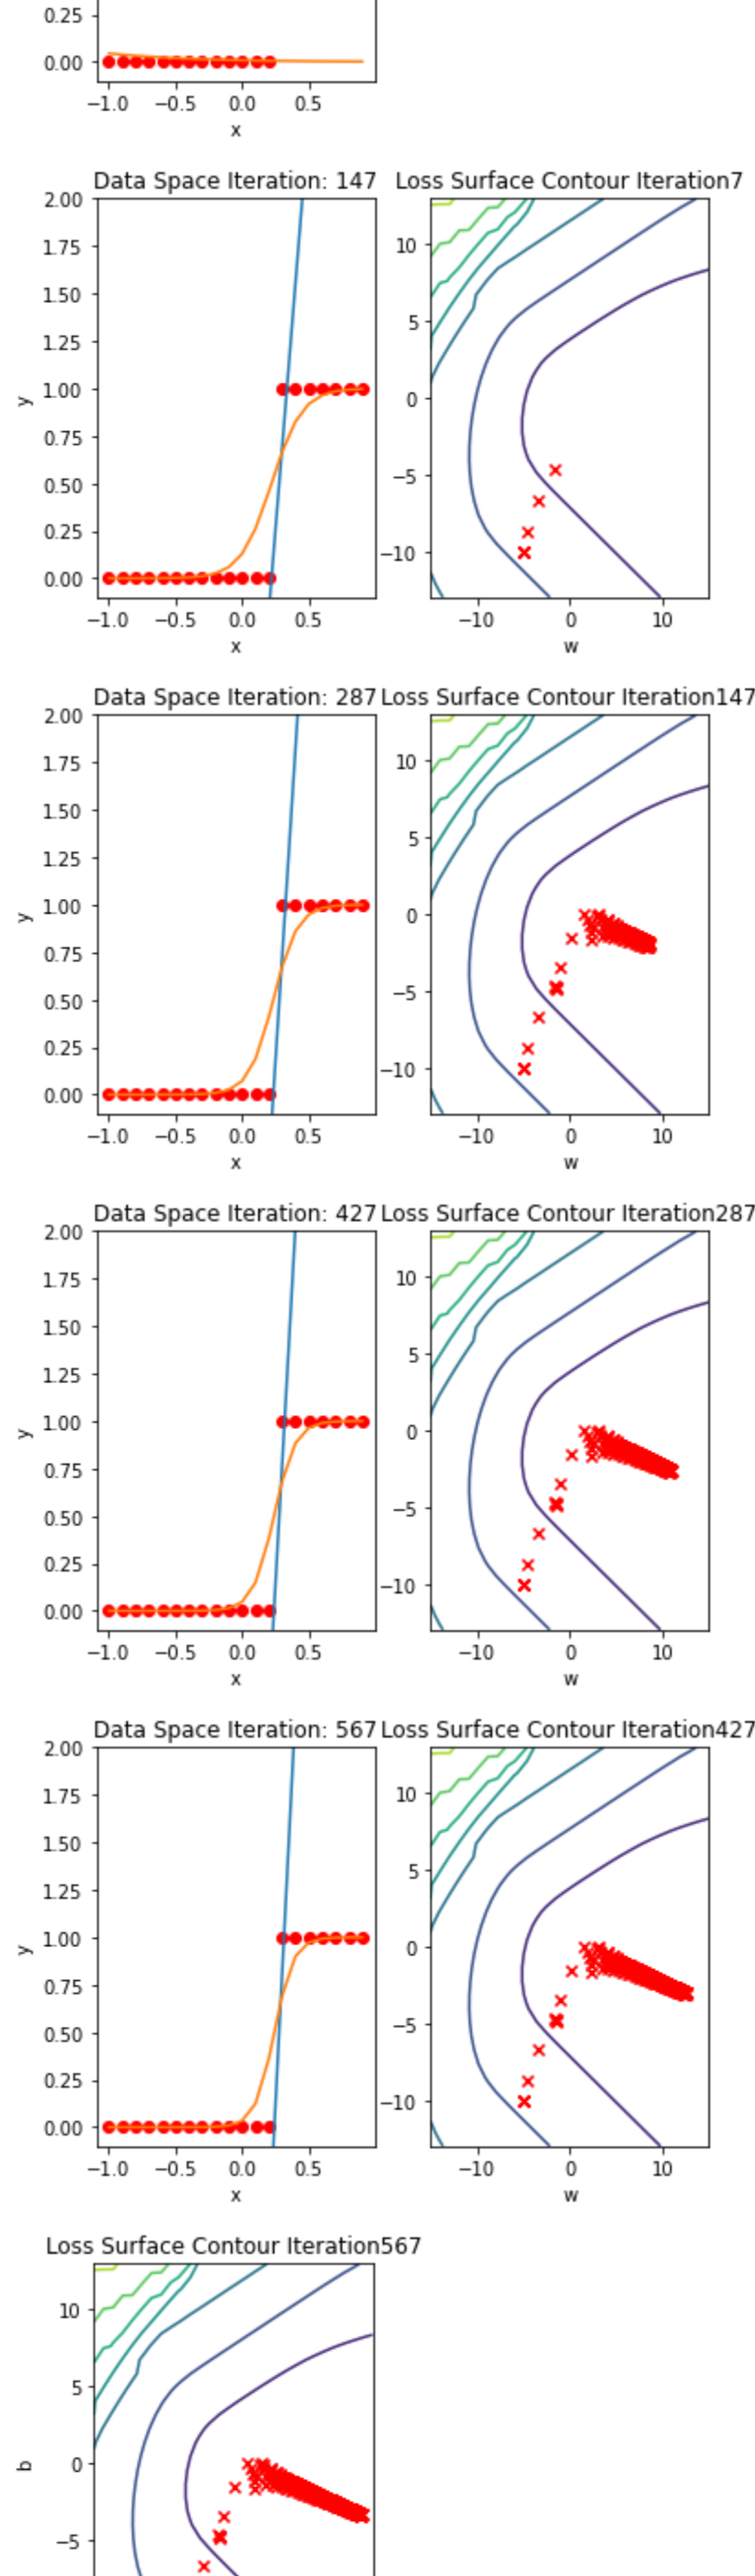 0.25
0.00
−1.0 −0.5 0.0 0.5
x
Data Space Iteration: 147 Loss Surface Contour Iteration7
2.00
1.75
1.50
1.25
1.00
0.75
0.50
0.25
0.00
y
−1.0 −0.5 0.0 0.5
x
10
5
0
−5
−10
−10 0 10
w
Data Space Iteration: 287 Loss Surface Contour Iteration147
2.00
1.75
1.50
1.25
1.00
0.75
0.50
0.25
0.00
y
−1.0 −0.5 0.0 0.5
x
10
5
0
−5
−10
−10 0 10
w
Data Space Iteration: 427 Loss Surface Contour Iteration287
2.00
1.75
1.50
1.25
1.00
0.75
0.50
0.25
0.00
y
−1.0 −0.5 0.0 0.5
x
10
5
0
−5
−10
−10 0 10
w
Data Space Iteration: 567 Loss Surface Contour Iteration427
2.00
1.75
1.50
1.25
1.00
0.75
0.50
0.25
0.00
y
−1.0 −0.5 0.0 0.5
x
10
5
0
−5
−10
−10 0 10
w
Loss Surface Contour Iteration567
10
5
0
−5
b